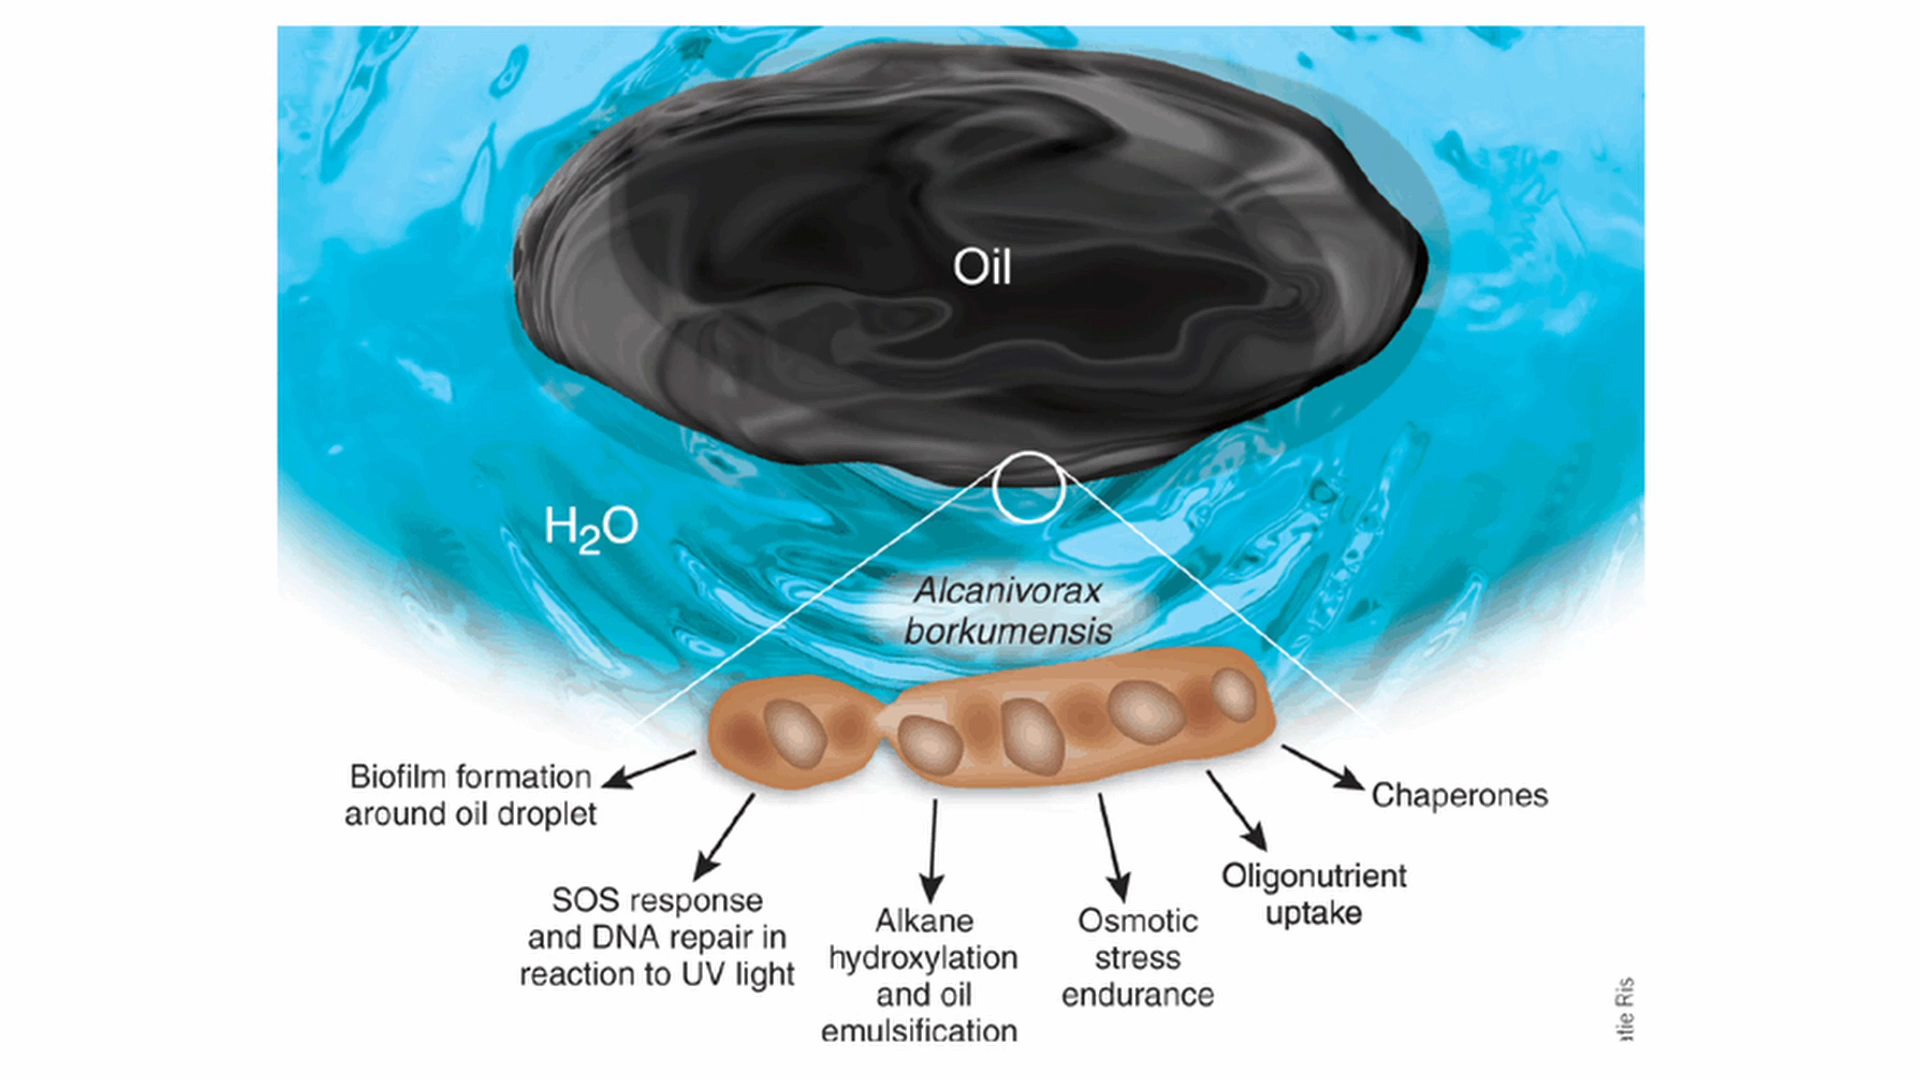 Oil
H₂O
Alcanivorax
borkumensis
Biofilm formation
around oil droplet
SOS response
and DNA repair in
reaction to UV light
Alkane
hydroxylation
and oil
emulsification
Osmotic
stress
endurance
Oligonutrient
uptake
Chaperones
Ris